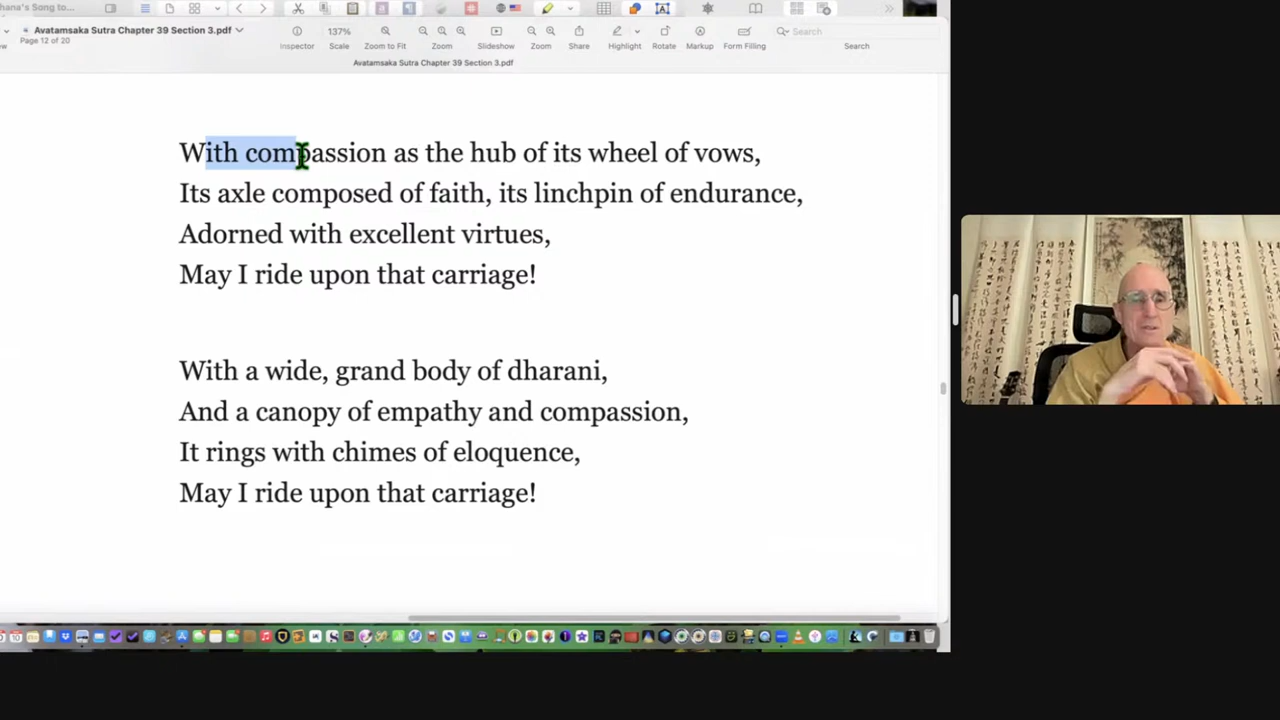 hana's Song to...
Avatamsaka Sutra Chapter 39 Section 3.pdf
Page 12 of 20
137%
Search
Inspector
Scale
Zoom to Fit
Zoom
Slideshow
Zoom
Share
Highlight
Rotate
Markup
Form Filling
Search
Avatamsaka Sutra Chapter 39 Section 3.pdf
With compassion as the hub of its wheel of vows,
Its axle composed of faith, its linchpin of endurance,
Adorned with excellent virtues,
May I ride upon that carriage!
With a wide, grand body of dharani,
And a canopy of empathy and compassion,
It rings with chimes of eloquence,
May I ride upon that carriage!